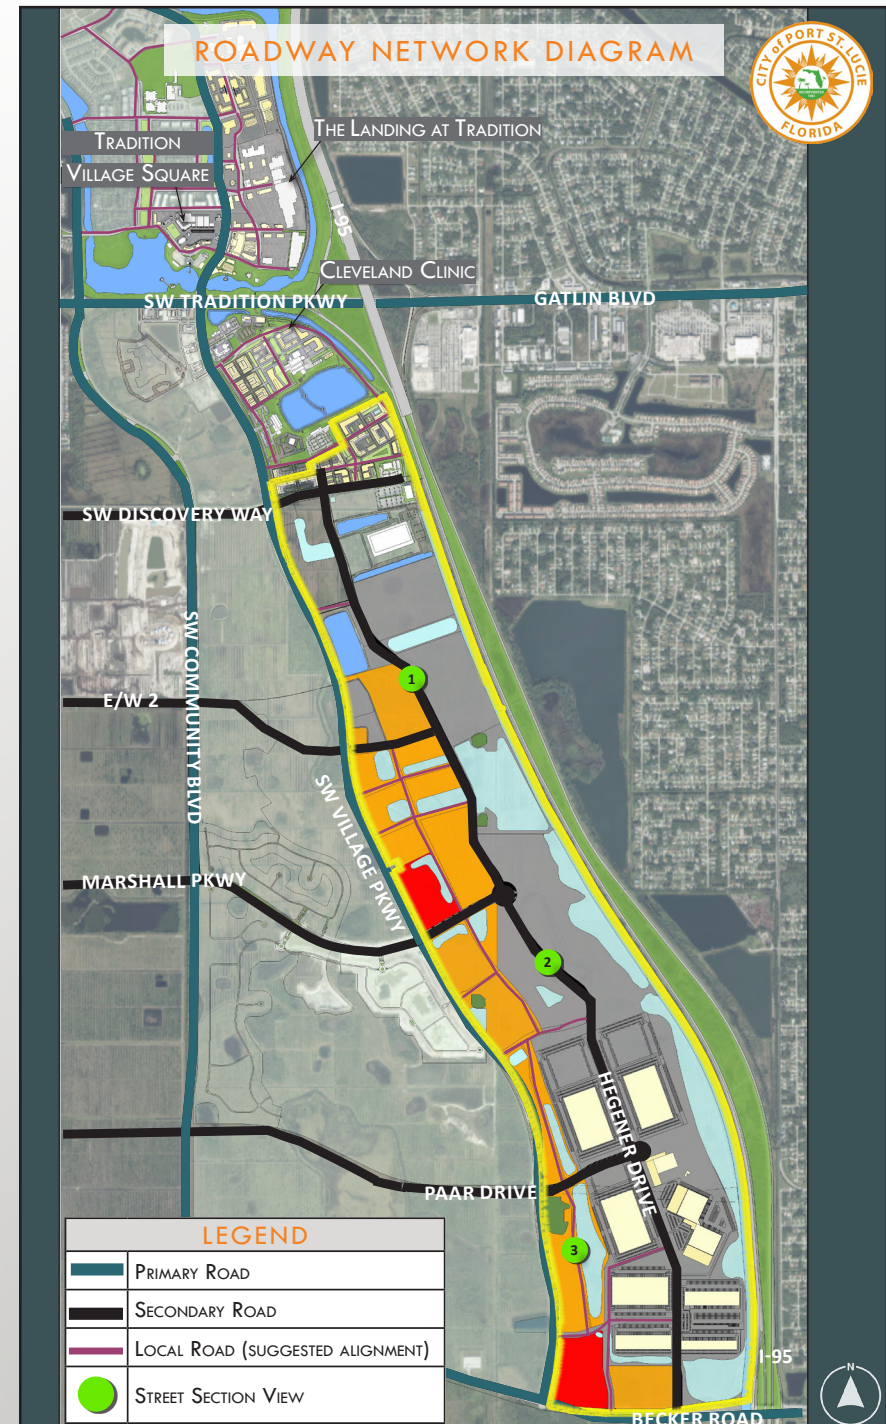 ROADWAY NETWORK DIAGRAM
CITY of PORT ST. LUCIE
FLORIDA
THE LANDING AT TRADITION
TRADITION
VILLAGE SQUARE
I-95
CLEVELAND CLINIC
SW TRADITION PKWY
GATLIN BLVD
SW DISCOVERY WAY
SW COMMUNITY BLVD
1
E/W 2
SW VILLAGE PKWY
MARSHALL PKWY
2
HEGENER DRIVE
PAAR DRIVE
3
LEGEND
PRIMARY ROAD
SECONDARY ROAD
LOCAL ROAD (SUGGESTED ALIGNMENT)
STREET SECTION VIEW
I-95
N
BECKER ROAD